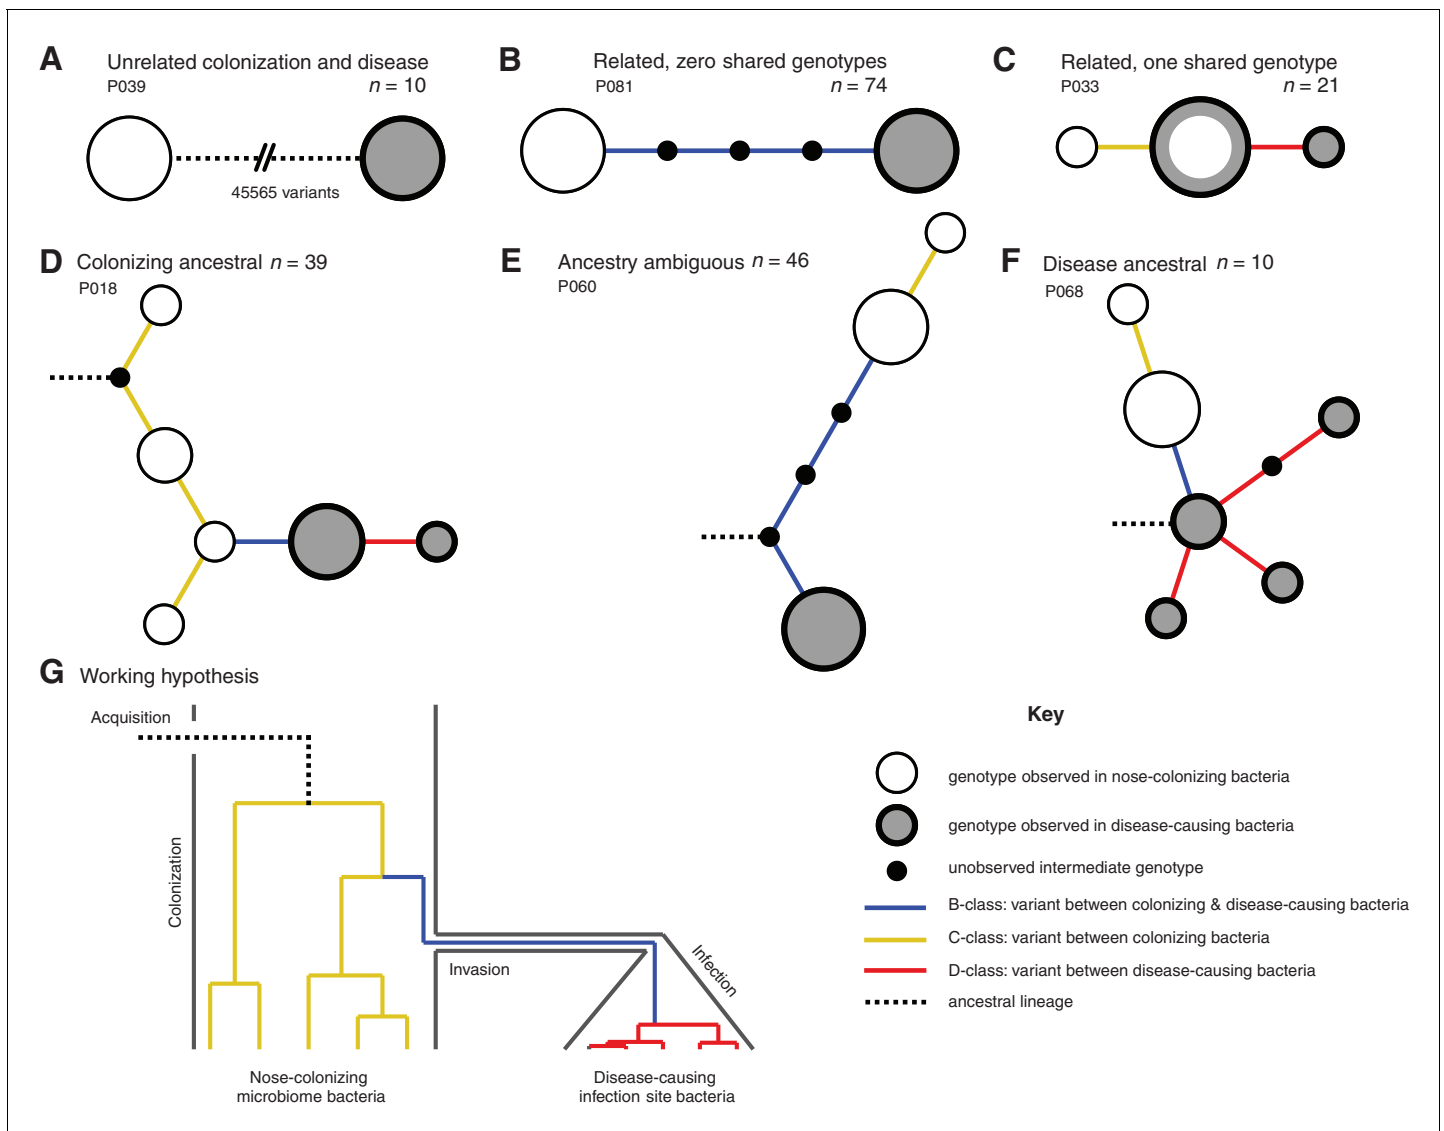 A Unrelated colonization and disease
P039 n = 10
45565 variants
B Related, zero shared genotypes
P081 n = 74
C Related, one shared genotype
P033 n = 21
D Colonizing ancestral n = 39
P018
E Ancestry ambiguous n = 46
P060
F Disease ancestral n = 10
P068
G Working hypothesis
Acquisition
Colonization
Invasion
Infection
Nose-colonizing
microbiome bacteria
Disease-causing
infection site bacteria
Key
genotype observed in nose-colonizing bacteria
genotype observed in disease-causing bacteria
unobserved intermediate genotype
B-class: variant between colonizing & disease-causing bacteria
C-class: variant between colonizing bacteria
D-class: variant between disease-causing bacteria
ancestral lineage